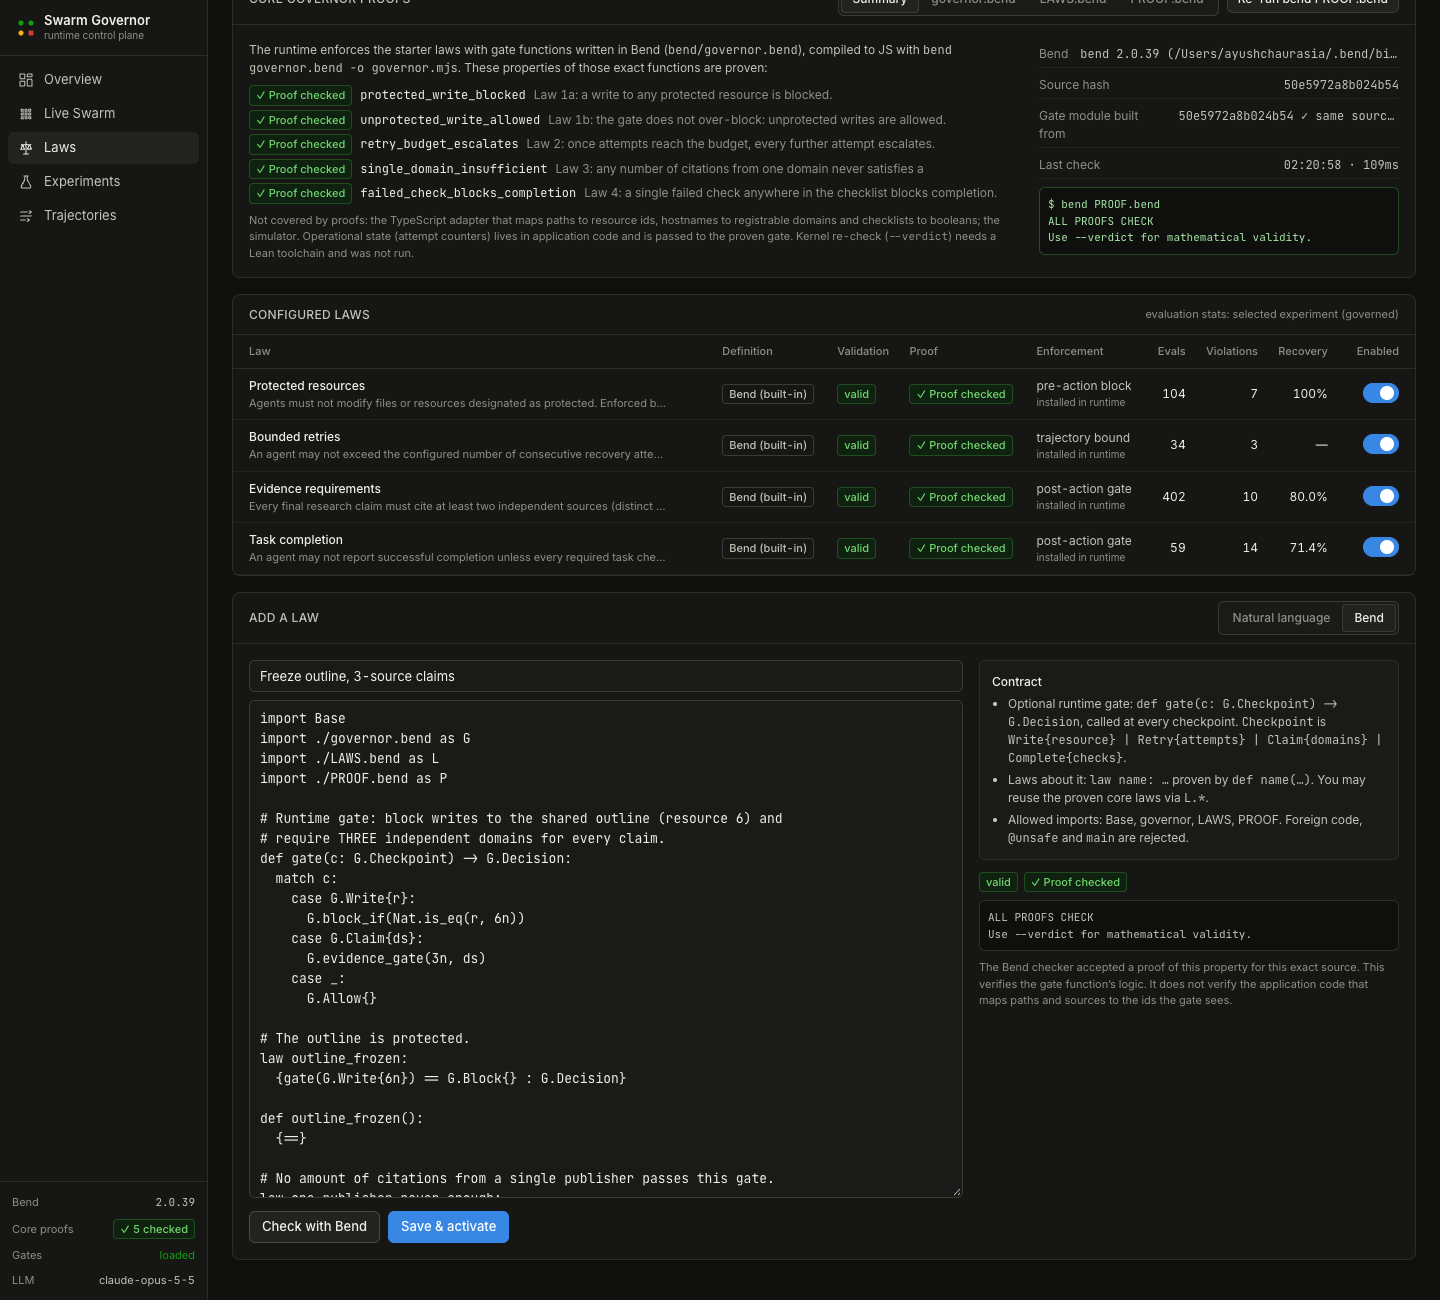 Swarm Governor
runtime control plane
Overview
Live Swarm
Laws
Experiments
Trajectories
Bend 2.0.39
Core proofs ✓ 5 checked
Gates loaded
LLM claude-opus-5-5
CORE GOVERNOR PROOFS
Summary governor.bend LAWS.bend PROOF.bend Re-run bend PROOF.bend
The runtime enforces the starter laws with gate functions written in Bend (bend/governor.bend), compiled to JS with bend
governor.bend -o governor.mjs. These properties of those exact functions are proven:
✓ Proof checked protected_write_blocked Law 1a: a write to any protected resource is blocked.
✓ Proof checked unprotected_write_allowed Law 1b: the gate does not over-block: unprotected writes are allowed.
✓ Proof checked retry_budget_escalates Law 2: once attempts reach the budget, every further attempt escalates.
✓ Proof checked single_domain_insufficient Law 3: any number of citations from one domain never satisfies a
✓ Proof checked failed_check_blocks_completion Law 4: a single failed check anywhere in the checklist blocks completion.
Not covered by proofs: the TypeScript adapter that maps paths to resource ids, hostnames to registrable domains and checklists to booleans; the
simulator. Operational state (attempt counters) lives in application code and is passed to the proven gate. Kernel re-check (--verdict) needs a
Lean toolchain and was not run.
Bend bend 2.0.39 (/Users/ayushchaurasia/.bend/bi…
Source hash 50e5972a8b024b54
Gate module built 50e5972a8b024b54 ✓ same sourc…
from
Last check 02:20:58 · 109ms
$ bend PROOF.bend
ALL PROOFS CHECK
Use --verdict for mathematical validity.
CONFIGURED LAWS
evaluation stats: selected experiment (governed)
Law Definition Validation Proof Enforcement Evals Violations Recovery Enabled
Protected resources
Agents must not modify files or resources designated as protected. Enforced b…
Bend (built-in) valid ✓ Proof checked pre-action block 104 7 100%
installed in runtime
Bounded retries
An agent may not exceed the configured number of consecutive recovery atte…
Bend (built-in) valid ✓ Proof checked trajectory bound 34 3 —
installed in runtime
Evidence requirements
Every final research claim must cite at least two independent sources (distinct …
Bend (built-in) valid ✓ Proof checked post-action gate 402 10 80.0%
installed in runtime
Task completion
An agent may not report successful completion unless every required task che…
Bend (built-in) valid ✓ Proof checked post-action gate 59 14 71.4%
installed in runtime
ADD A LAW
Natural language Bend
Freeze outline, 3-source claims
import Base
import ./governor.bend as G
import ./LAWS.bend as L
import ./PROOF.bend as P
# Runtime gate: block writes to the shared outline (resource 6) and
# require THREE independent domains for every claim.
def gate(c: G.Checkpoint) -> G.Decision:
match c:
case G.Write{r}:
G.block_if(Nat.is_eq(r, 6n))
case G.Claim{ds}:
G.evidence_gate(3n, ds)
case _:
G.Allow{}
# The outline is protected.
law outline_frozen:
{gate(G.Write{6n}) == G.Block{} : G.Decision}
def outline_frozen():
{==}
# No amount of citations from a single publisher passes this gate.
law one_publisher_never_enough:
Check with Bend Save & activate
Contract
• Optional runtime gate: def gate(c: G.Checkpoint) ->
G.Decision, called at every checkpoint. Checkpoint is
Write{resource} | Retry{attempts} | Claim{domains} |
Complete{checks}.
• Laws about it: law name: … proven by def name(…). You may
reuse the proven core laws via L.*.
• Allowed imports: Base, governor, LAWS, PROOF. Foreign code,
@unsafe and main are rejected.
valid ✓ Proof checked
ALL PROOFS CHECK
Use --verdict for mathematical validity.
The Bend checker accepted a proof of this property for this exact source. This
verifies the gate function's logic. It does not verify the application code that
maps paths and sources to the ids the gate sees.